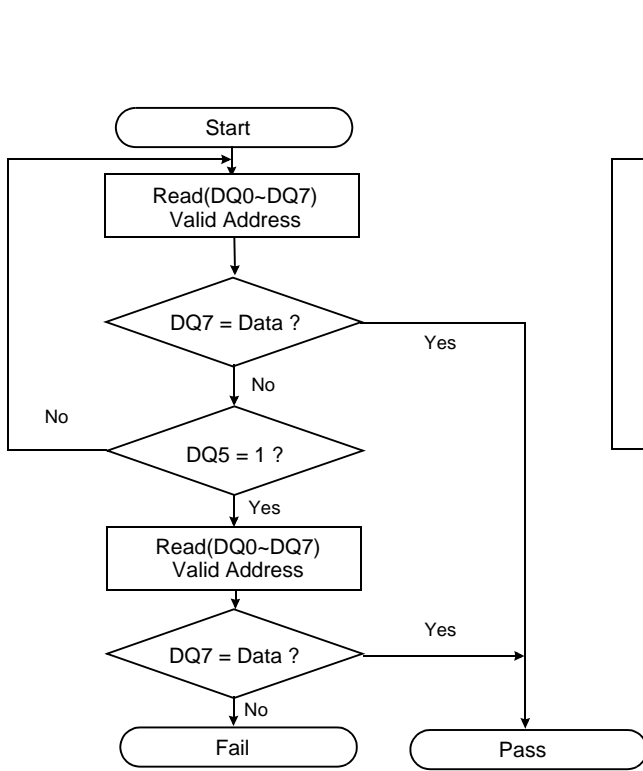 Start
Read(DQ0~DQ7)
Valid Address
DQ7 = Data ?
Yes
No
No
DQ5 = 1 ?
Yes
Read(DQ0~DQ7)
Valid Address
DQ7 = Data ?
Yes
No
Fail
Pass